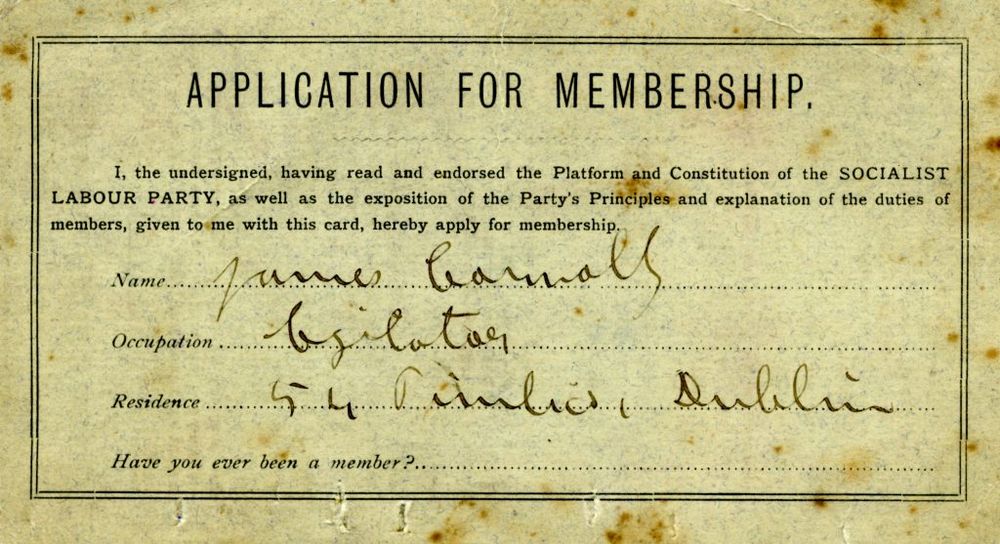 APPLICATION FOR MEMBERSHIP.
I, the undersigned, having read and endorsed the Platform and Constitution of the SOCIALIST
LABOUR PARTY, as well as the exposition of the Party's Principles and explanation of the duties of
members, given to me with this card, hereby apply for membership.
Name James Connolly
Occupation Agitator
Residence 54 Pimlico, Dublin
Have you ever been a member?